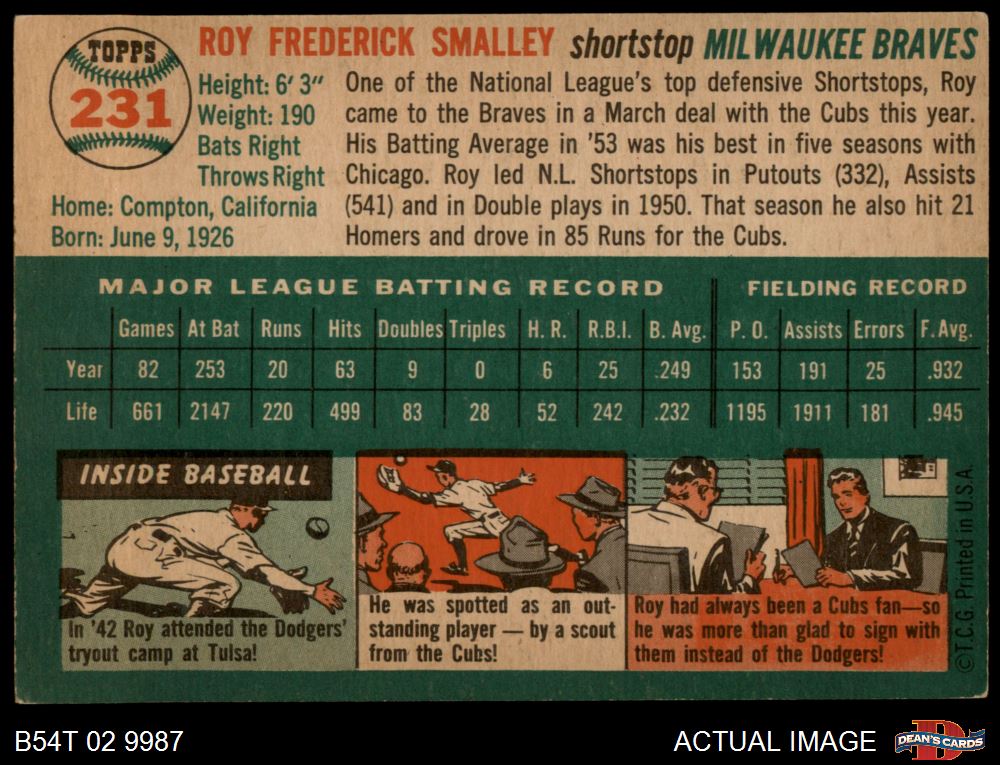 TOPPS
231
ROY FREDERICK SMALLEY shortstop MILWAUKEE BRAVES
Height: 6' 3"
Weight: 190
Bats Right
Throws Right
Home: Compton, California
Born: June 9, 1926
One of the National League's top defensive Shortstops, Roy
came to the Braves in a March deal with the Cubs this year.
His Batting Average in '53 was his best in five seasons with
Chicago. Roy led N.L. Shortstops in Putouts (332), Assists
(541) and in Double plays in 1950. That season he also hit 21
Homers and drove in 85 Runs for the Cubs.
MAJOR LEAGUE BATTING RECORD FIELDING RECORD
Games At Bat Runs Hits Doubles Triples H. R. R.B.I. B. Avg. P. O. Assists Errors F. Avg.
Year 82 253 20 63 9 0 6 25 .249 153 191 25 .932
Life 661 2147 220 499 83 28 52 242 .232 1195 1911 181 .945
INSIDE BASEBALL
In '42 Roy attended the Dodgers'
tryout camp at Tulsa!
He was spotted as an out-
standing player — by a scout
from the Cubs!
Roy had always been a Cubs fan—so
he was more than glad to sign with
them instead of the Dodgers!
©T.C.G. Printed in U.S.A.
B54T 02 9987
ACTUAL IMAGE
DEAN'S CARDS